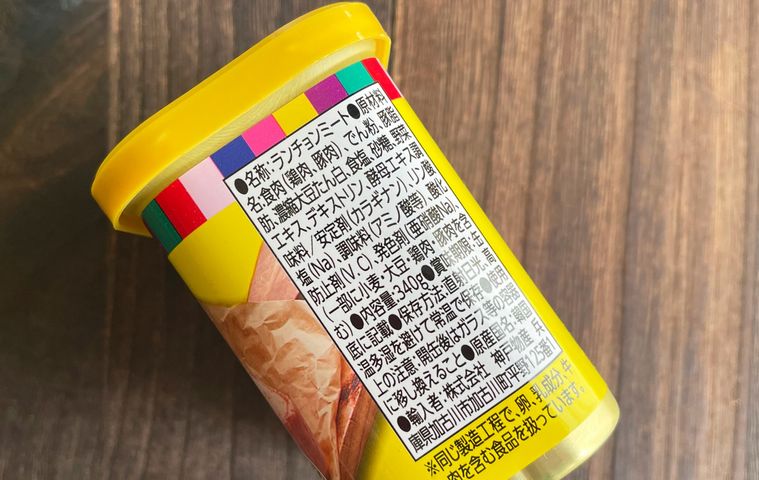 ●名称:ランチョンミート●原材料
名:食肉(鶏肉、豚肉)、でん粉、豚脂
肪、濃縮大豆たん白、食塩、砂糖、野菜
エキス、デキストリン、酵母エキス調
味料/安定剤(カラギナン)、リン酸
塩(Na)、調味料(アミノ酸等)、酸化
防止剤(V.C)、発色剤(亜硝酸Na)、
(一部に小麦・大豆・鶏肉・豚肉を含
む)●内容量:340g●賞味期限:缶
底に記載●保存方法:直射日光、高
温多湿を避けて常温で保存●使用
上の注意:開缶後はガラス等の容器
に移し換えること●原産国名:韓国
●輸入者:株式会社 神戸物産 兵
庫県加古川市加古川町平野125番1
※同じ製造工程で、卵、乳成分、牛
肉を含む食品を扱っています。